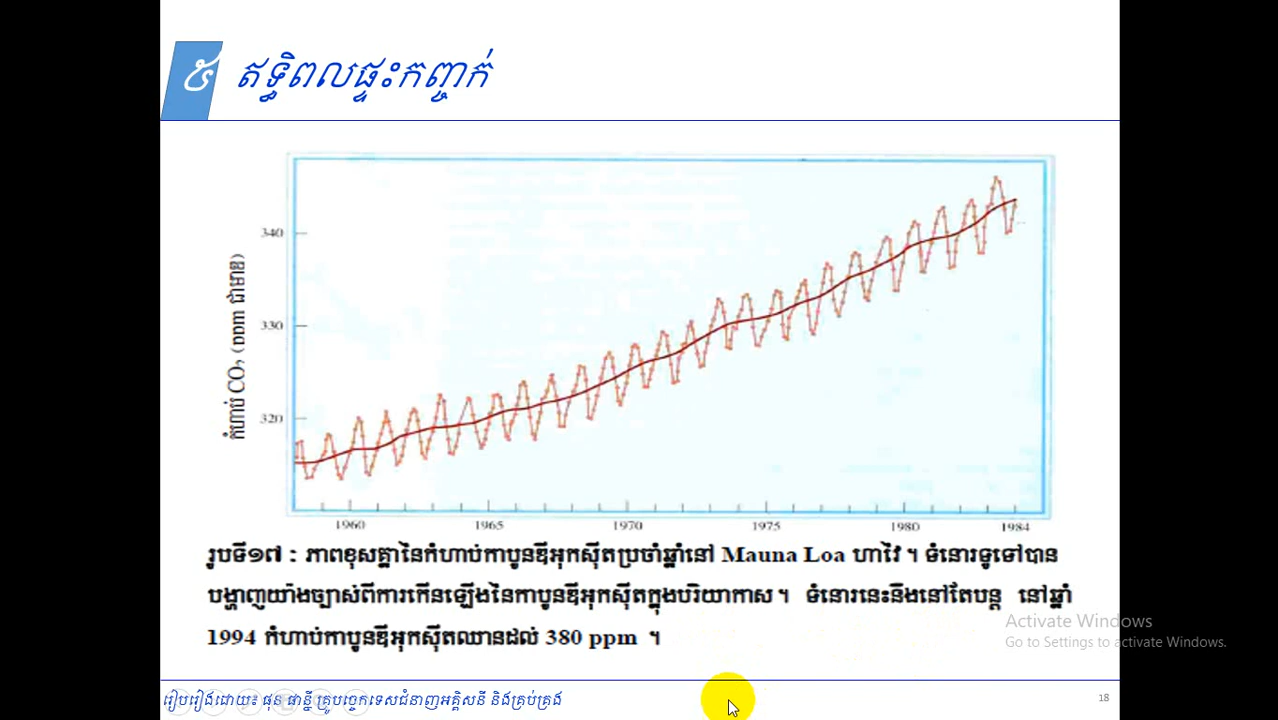 ៥ ឥទ្ធិពលផ្ទះកញ្ចក់
កំហាប់ CO2 (ppm ជាមាឌ)
340
330
320
1960 1965 1970 1975 1980 1984
រូបទី១៧ : ភាពខុសគ្នានៃកំហាប់កាបូនឌីអុកស៊ីតប្រចាំឆ្នាំនៅ Mauna Loa ហាវ៉ៃ ។ ទំនោរទូទៅបាន
បង្ហាញយ៉ាងច្បាស់ពីការកើនឡើងនៃកាបូនឌីអុកស៊ីតក្នុងបរិយាកាស ។ ទំនោរនេះនឹងនៅតែបន្ត នៅឆ្នាំ
1994 កំហាប់កាបូនឌីអុកស៊ីតឈានដល់ 380 ppm ។
Activate Windows
Go to Settings to activate Windows.
រៀបរៀងដោយ៖ ផុន ផានី្ន គ្រូបច្ចេកទេសជំនាញអគ្គិសនី និងគ្រប់គ្រង
18